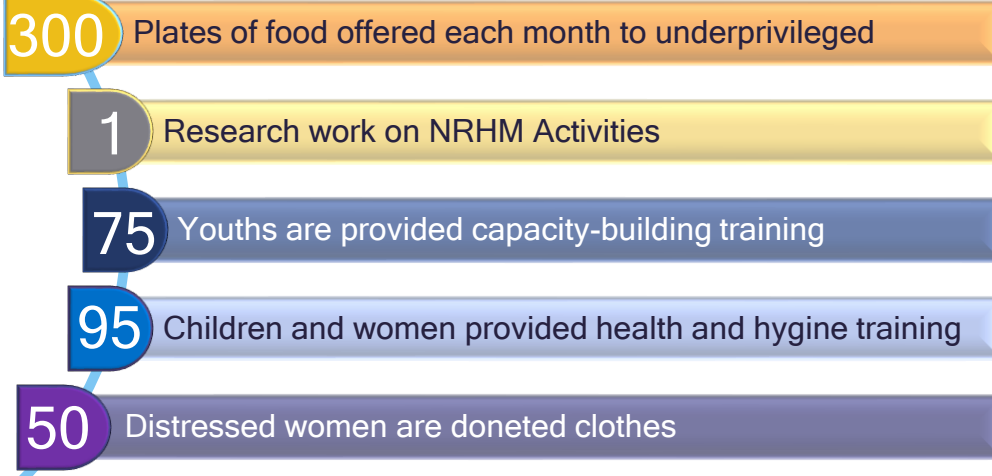 300 Plates of food offered each month to underprivileged
1 Research work on NRHM Activities
75 Youths are provided capacity-building training
95 Children and women provided health and hygine training
50 Distressed women are doneted clothes